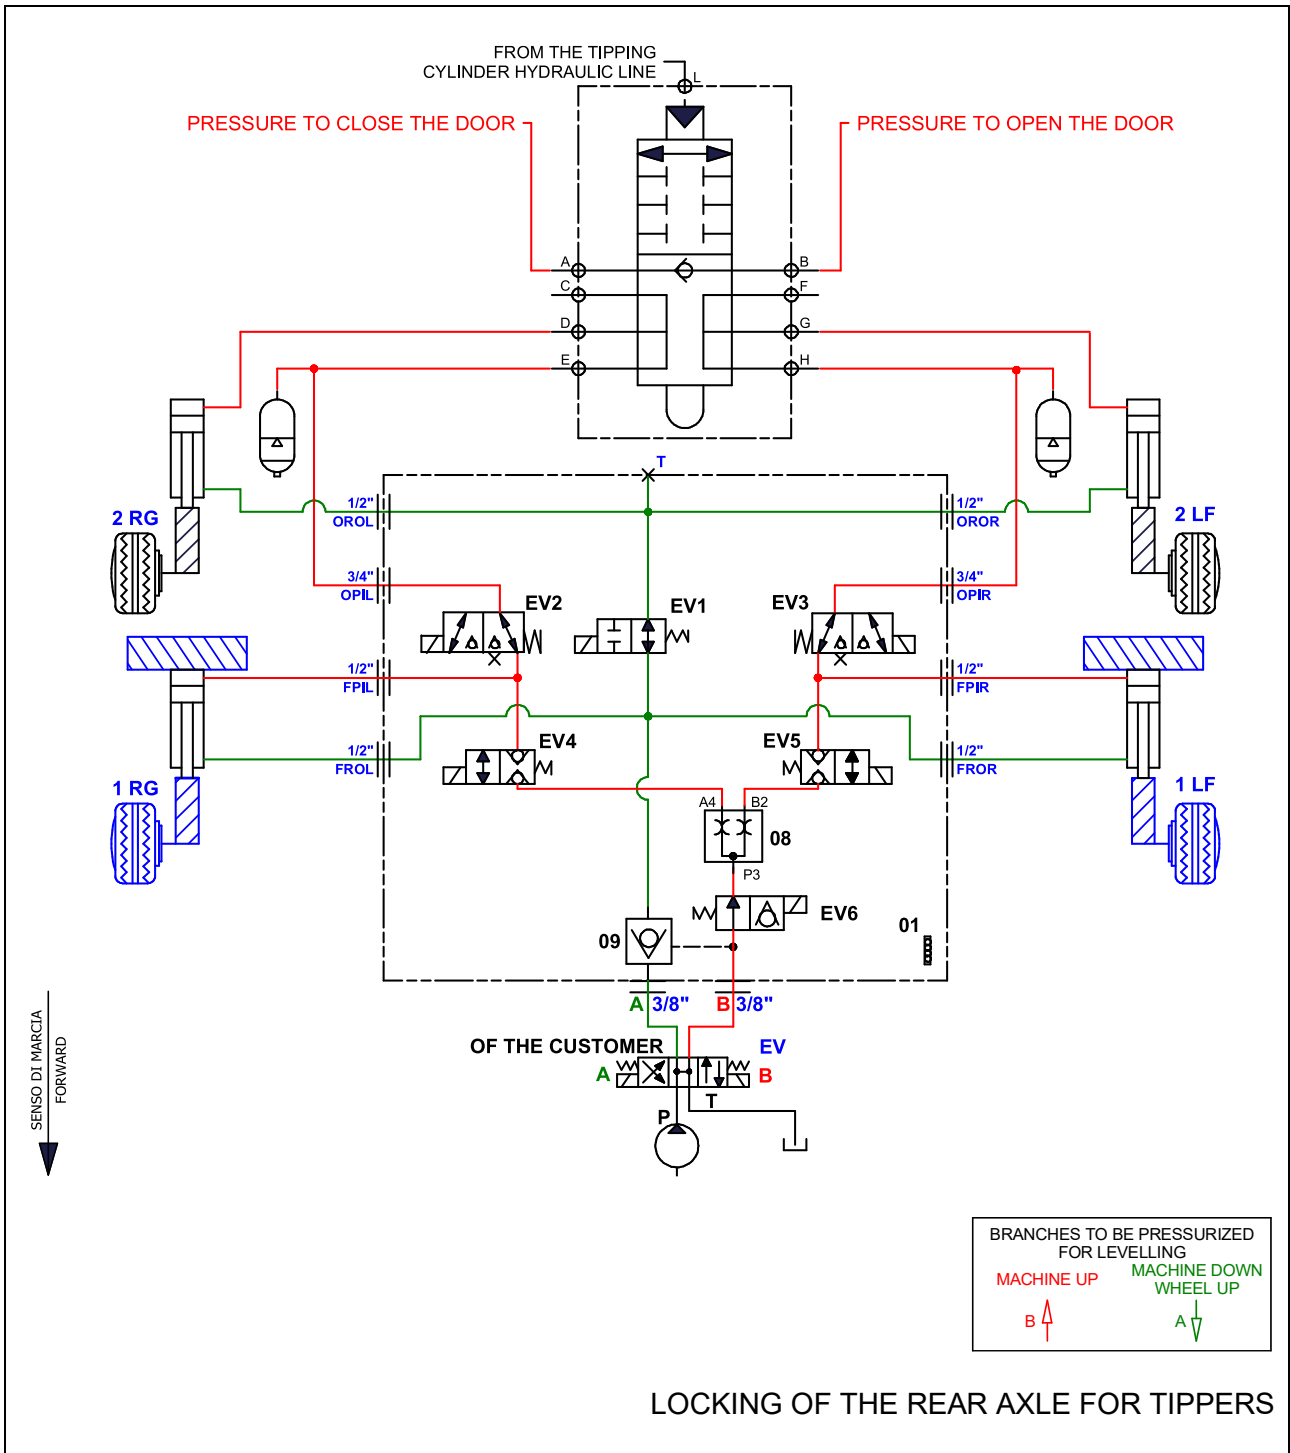 FROM THE TIPPING
CYLINDER HYDRAULIC LINE
L
PRESSURE TO CLOSE THE DOOR
PRESSURE TO OPEN THE DOOR
A
B
C
F
D
G
E
H
T
1/2"
OROL
1/2"
OROR
2 RG
2 LF
3/4"
OPIL
3/4"
OPIR
EV2
EV1
EV3
1/2"
FPIL
1/2"
FPIR
EV4
EV5
1/2"
FROL
1/2"
FROR
1 RG
1 LF
A4
B2
08
P3
EV6
01
09
A 3/8"
B 3/8"
OF THE CUSTOMER
EV
A
B
T
P
SENSO DI MARCIA
FORWARD
BRANCHES TO BE PRESSURIZED
FOR LEVELLING
MACHINE UP
MACHINE DOWN
WHEEL UP
B
A
LOCKING OF THE REAR AXLE FOR TIPPERS